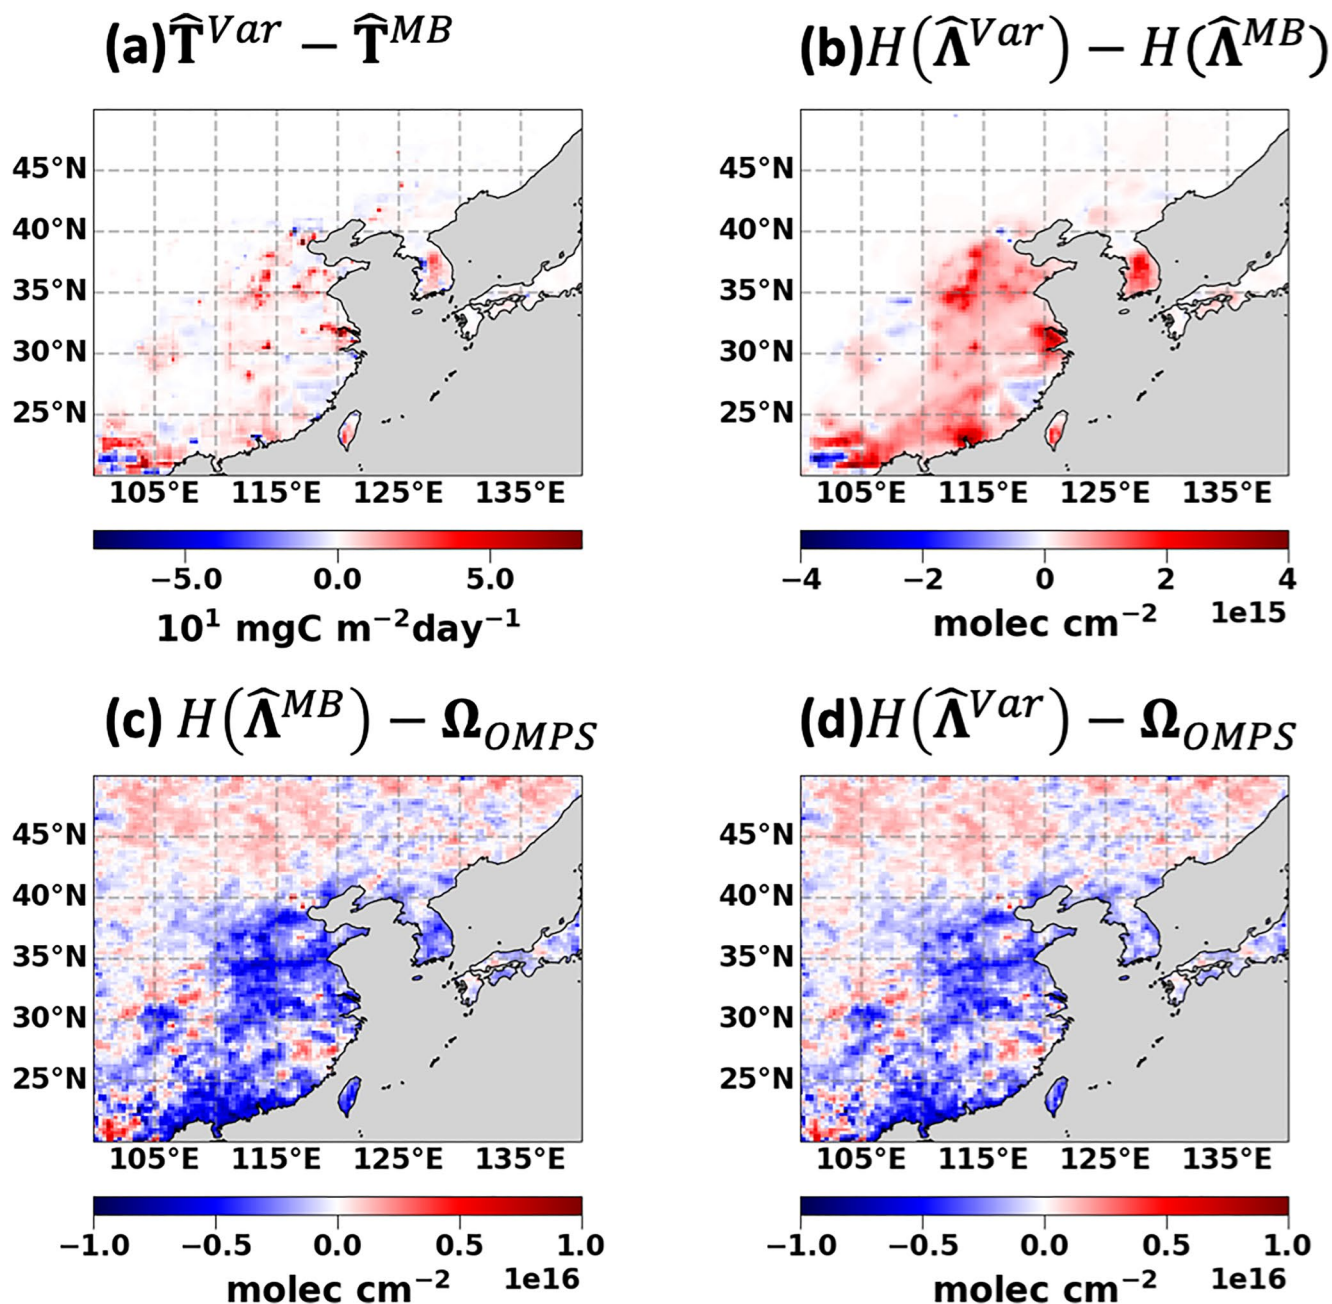 (a) T̂^Var − T̂^MB
(b) H(Λ̂^Var) − H(Λ̂^MB)
45°N
40°N
35°N
30°N
25°N
105°E 115°E 125°E 135°E
45°N
40°N
35°N
30°N
25°N
105°E 115°E 125°E 135°E
−5.0 0.0 5.0
10¹ mgC m⁻²day⁻¹
−4 −2 0 2 4
1e15
molec cm⁻²
(c) H(Λ̂^MB) − Ω_OMPS
(d) H(Λ̂^Var) − Ω_OMPS
45°N
40°N
35°N
30°N
25°N
105°E 115°E 125°E 135°E
45°N
40°N
35°N
30°N
25°N
105°E 115°E 125°E 135°E
−1.0 −0.5 0.0 0.5 1.0
1e16
molec cm⁻²
−1.0 −0.5 0.0 0.5 1.0
1e16
molec cm⁻²